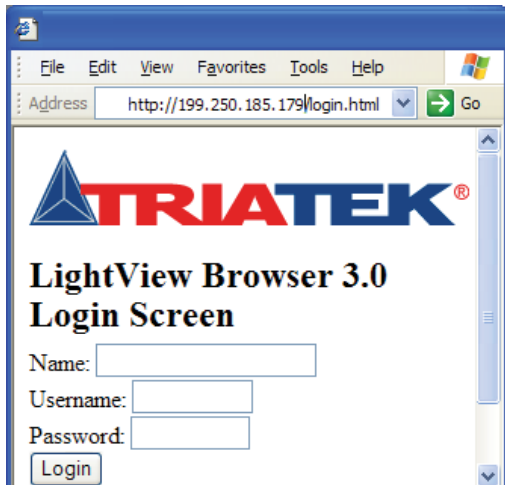 File Edit View Favorites Tools Help
Address http://199.250.185.179/login.html Go
TRIATEK®
LightView Browser 3.0
Login Screen
Name:
Username:
Password:
Login